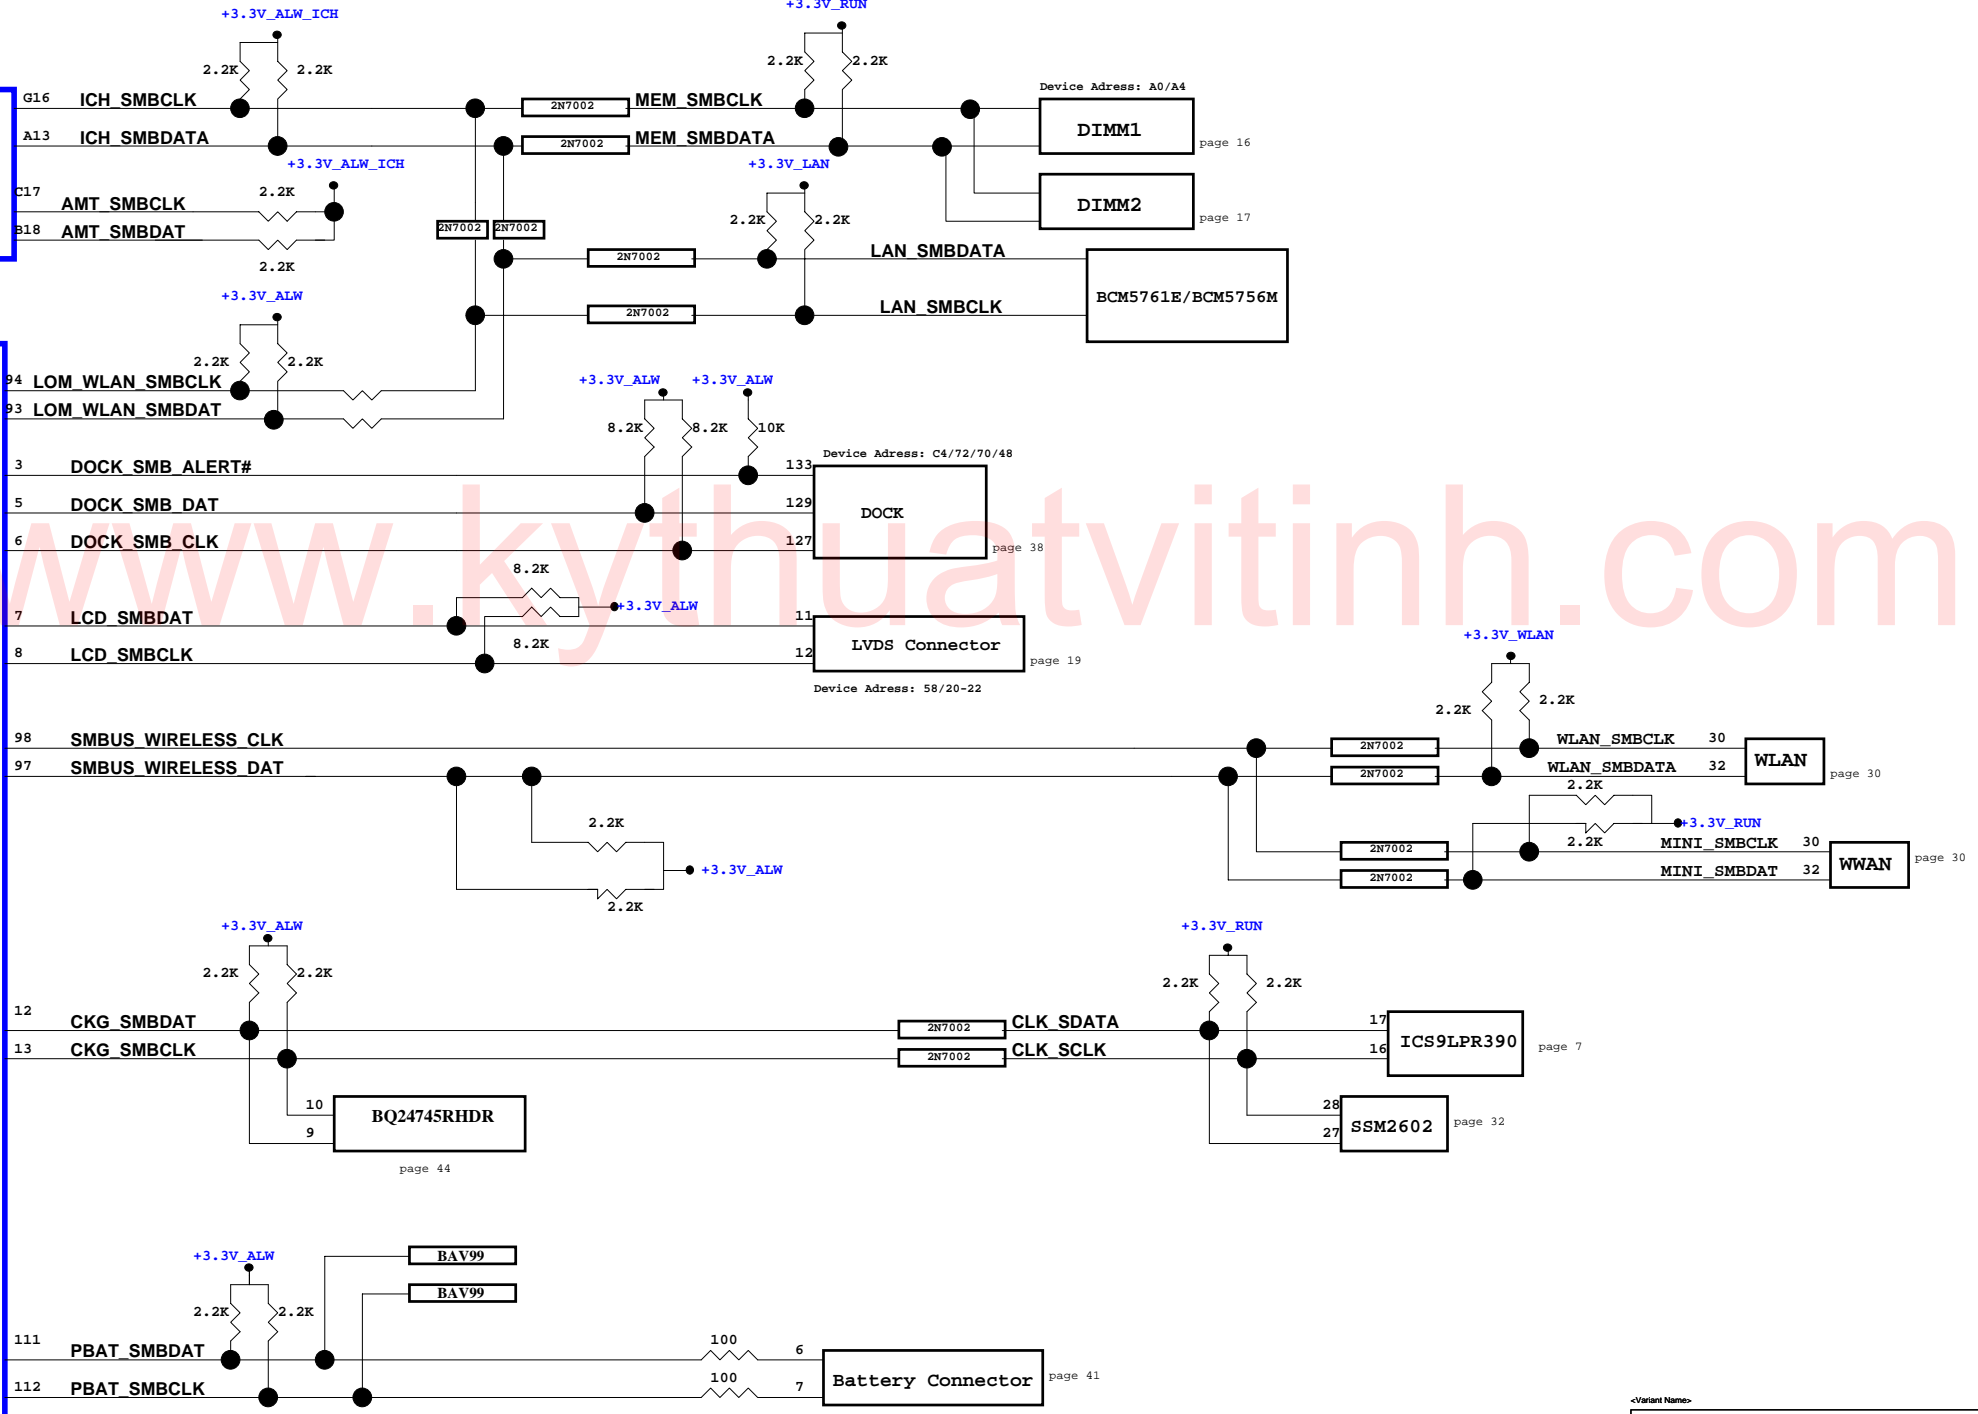 +3.3V_ALW_ICH
+3.3V_RUN
2.2K
2.2K
2.2K
2.2K
Device Adress: A0/A4
G16
ICH_SMBCLK
2N7002
MEM_SMBCLK
DIMM1
A13
ICH_SMBDATA
2N7002
MEM_SMBDATA
page 16
+3.3V_ALW_ICH
+3.3V_LAN
C17
AMT_SMBCLK
2.2K
DIMM2
page 17
B18
AMT_SMBDAT
2.2K
2N7002
2N7002
2.2K
2.2K
2N7002
LAN_SMBDATA
BCM5761E/BCM5756M
2N7002
LAN_SMBCLK
+3.3V_ALW
2.2K
2.2K
94
LOM_WLAN_SMBCLK
93
LOM_WLAN_SMBDAT
+3.3V_ALW
+3.3V_ALW
8.2K
8.2K
10K
Device Adress: C4/72/70/48
3
DOCK_SMB_ALERT#
133
5
DOCK_SMB_DAT
129
DOCK
6
DOCK_SMB_CLK
127
page 38
www.kythuatvitinh.com
8.2K
+3.3V_ALW
8.2K
7
LCD_SMBDAT
11
LVDS Connector
8
LCD_SMBCLK
12
page 19
Device Adress: 58/20-22
+3.3V_WLAN
2.2K
2.2K
98
SMBUS_WIRELESS_CLK
2N7002
WLAN_SMBCLK
30
WLAN
97
SMBUS_WIRELESS_DAT
2N7002
WLAN_SMBDATA
32
page 30
2.2K
+3.3V_RUN
2.2K
2.2K
+3.3V_ALW
2.2K
2N7002
MINI_SMBCLK
30
WWAN
page 30
2N7002
MINI_SMBDAT
32
+3.3V_ALW
+3.3V_RUN
2.2K
2.2K
2.2K
2.2K
12
CKG_SMBDAT
2N7002
CLK_SDATA
17
ICS9LPR390
page 7
13
CKG_SMBCLK
2N7002
CLK_SCLK
16
10
BQ24745RHDR
9
page 44
28
SSM2602
page 32
27
+3.3V_ALW
BAV99
BAV99
2.2K
2.2K
111
PBAT_SMBDAT
100
6
Battery Connector
page 41
112
PBAT_SMBCLK
100
7
<Variant Name>